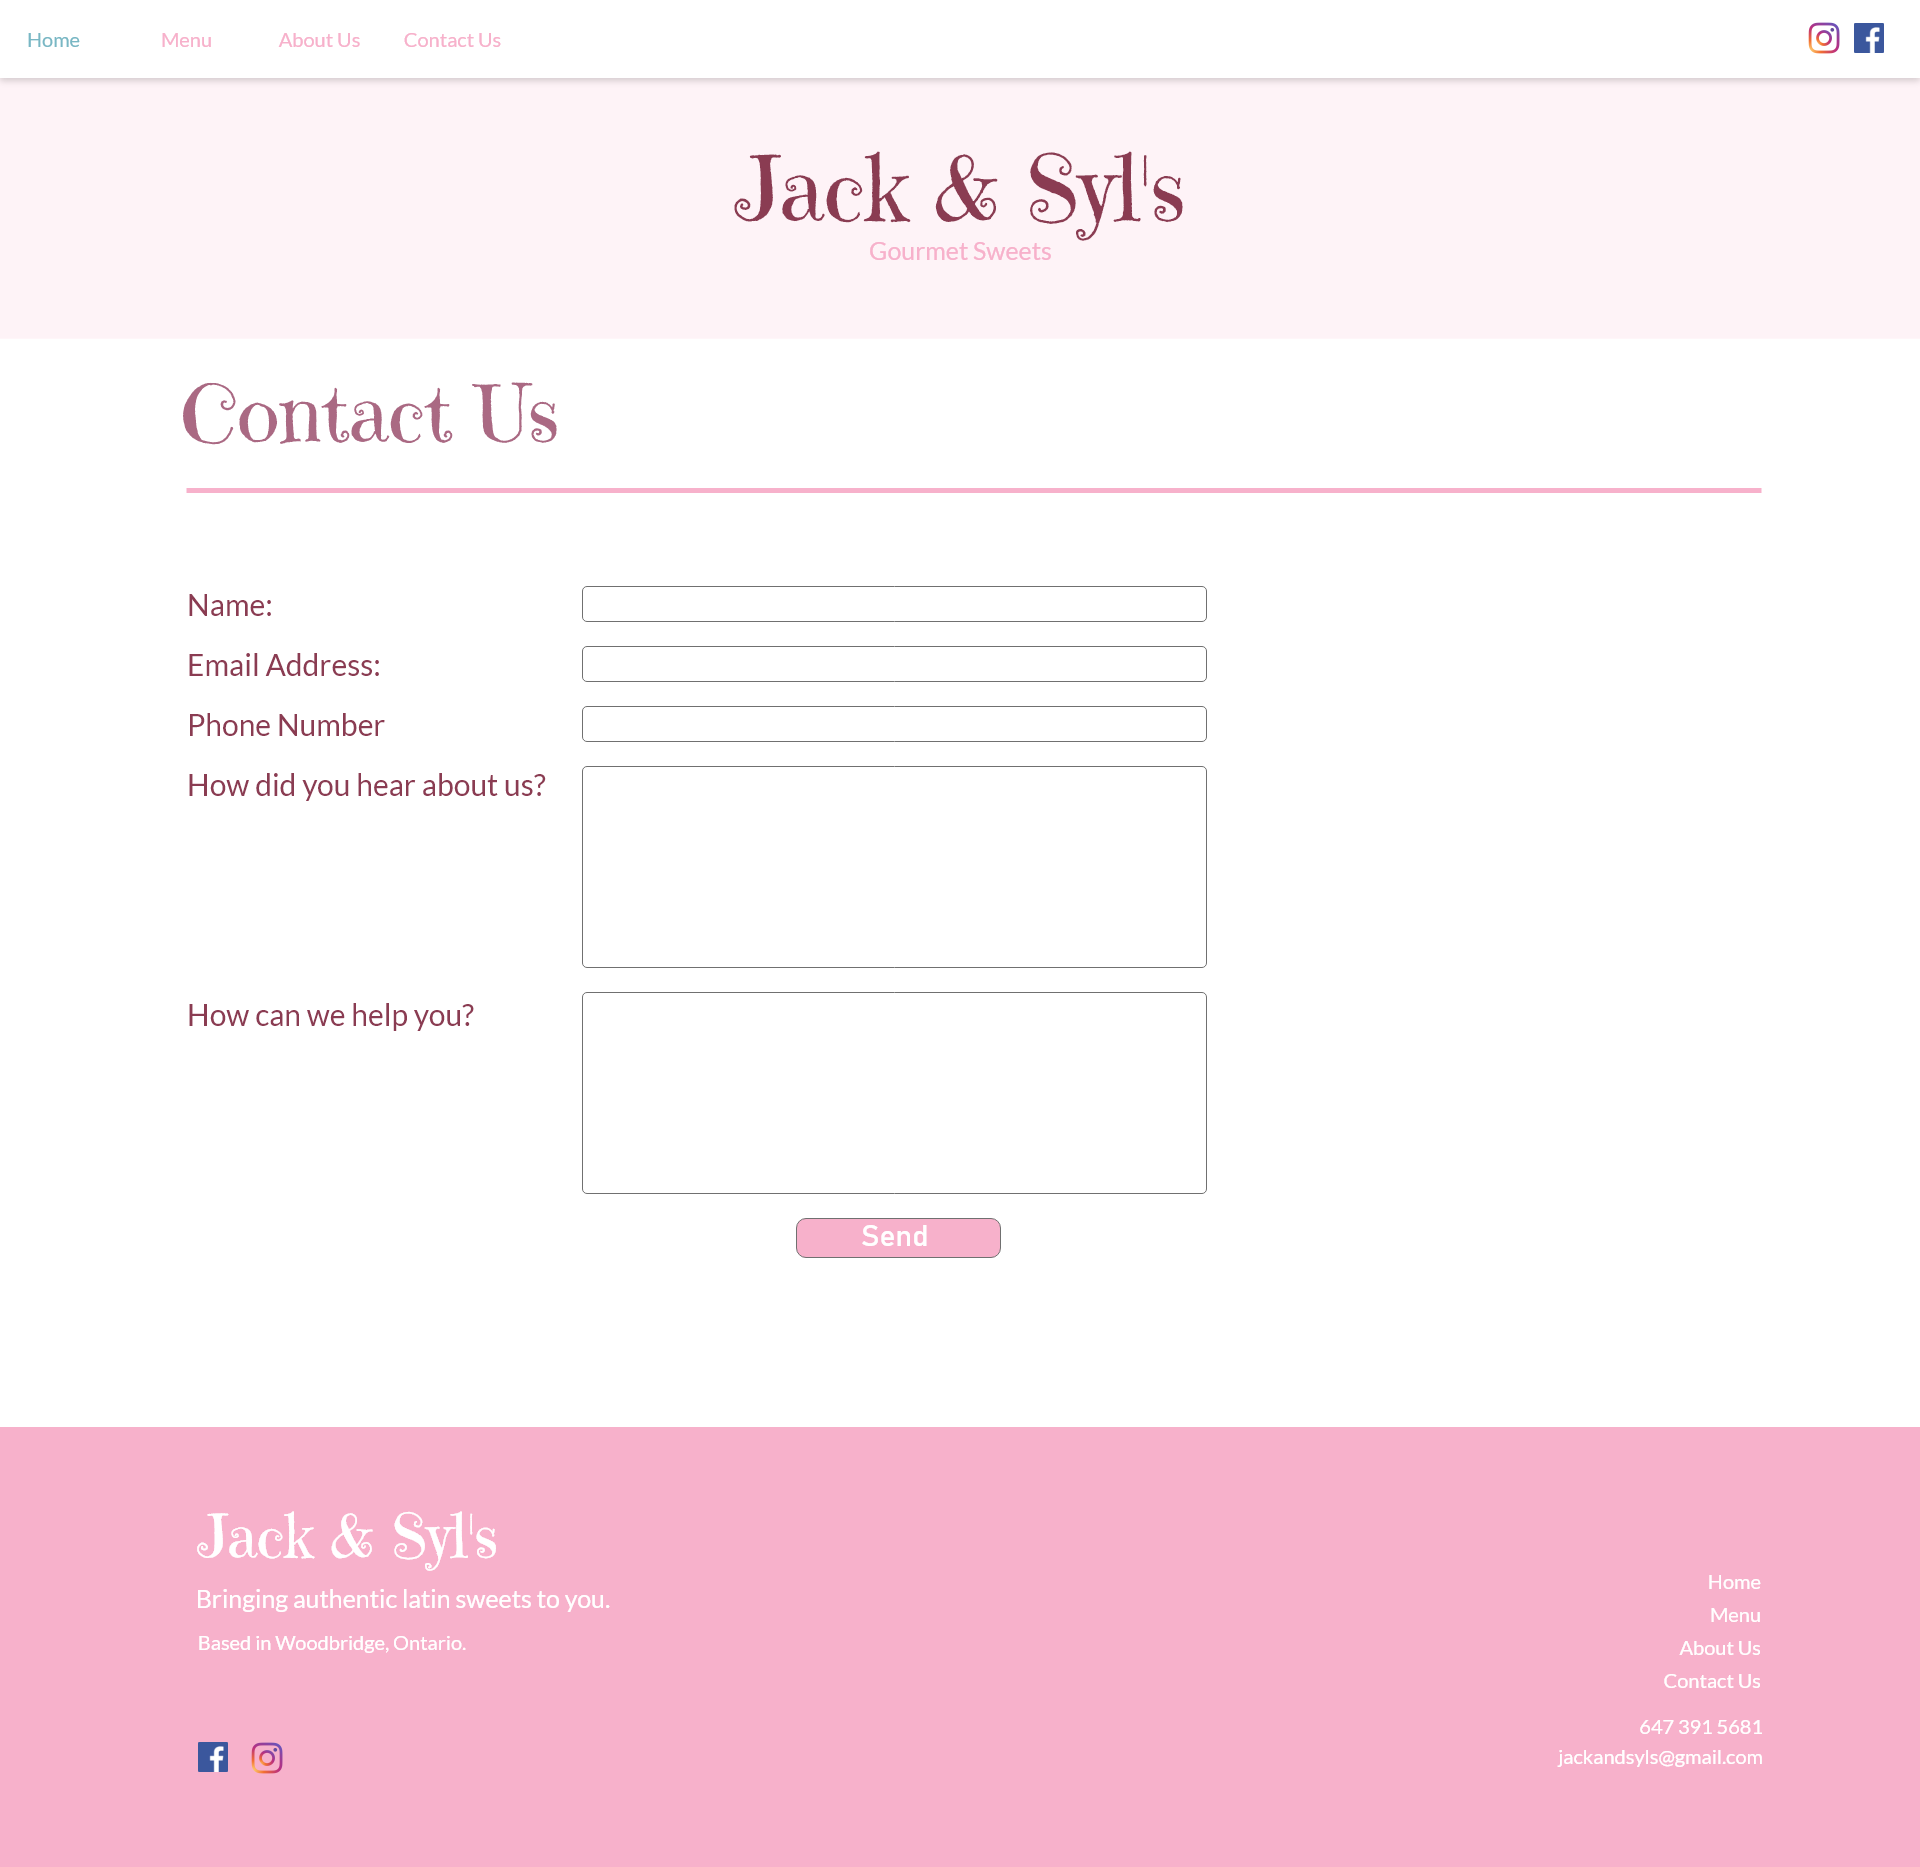 Home Menu About Us Contact Us
Jack & Syl's
Gourmet Sweets
Contact Us
Name:
Email Address:
Phone Number
How did you hear about us?
How can we help you?
Send
Jack & Syl's
Bringing authentic latin sweets to you.
Based in Woodbridge, Ontario.
Home
Menu
About Us
Contact Us
647 391 5681
jackandsyls@gmail.com